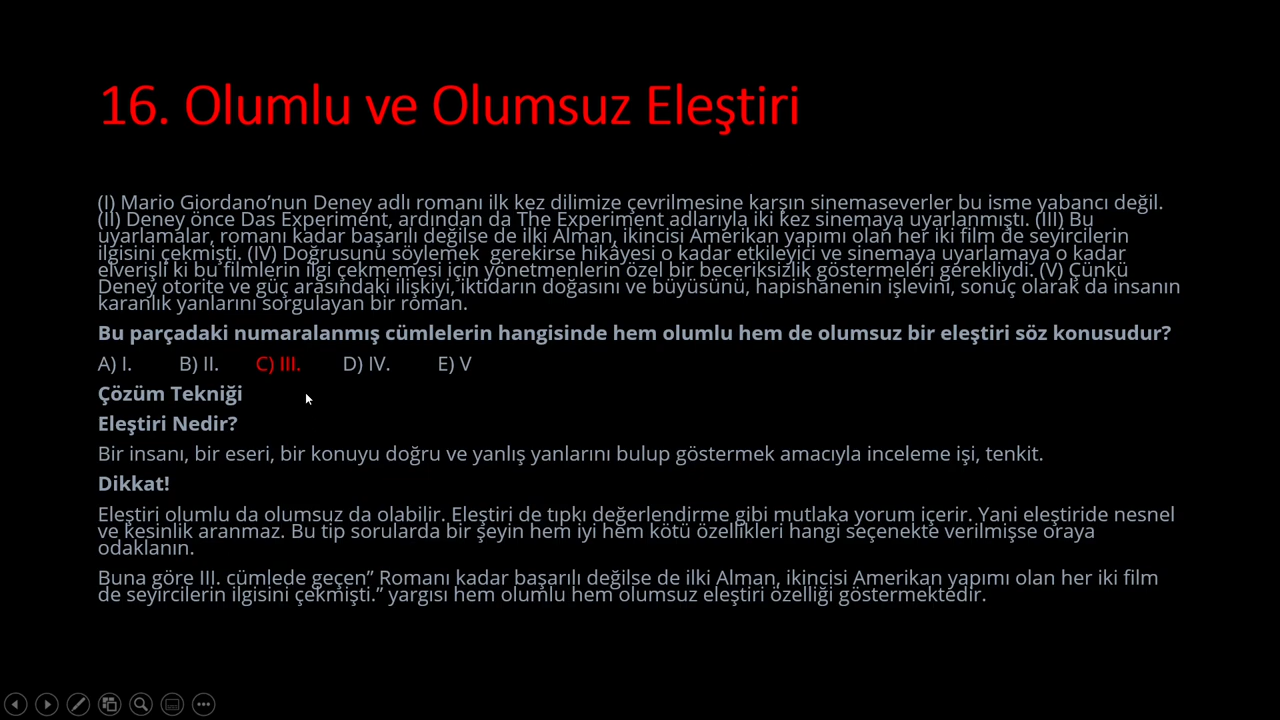 16. Olumlu ve Olumsuz Eleştiri
(I) Mario Giordano’nun Deney adlı romanı ilk kez dilimize çevrilmesine karşın sinemaseverler bu isme yabancı değil.
(II) Deney önce Das Experiment, ardından da The Experiment adlarıyla iki kez sinemaya uyarlanmıştı. (III) Bu
uyarlamalar, romanı kadar başarılı değilse de ilki Alman, ikincisi Amerikan yapımı olan her iki film de seyircilerin
ilgisini çekmişti. (IV) Doğrusunu söylemek  gerekirse hikâyesi o kadar etkileyici ve sinemaya uyarlamaya o kadar
elverişli ki bu filmlerin ilgi çekmemesi için yönetmenlerin özel bir beceriksizlik göstermeleri gerekliydi. (V) Çünkü
Deney otorite ve güç arasındaki ilişkiyi, iktidarın doğasını ve büyüsünü, hapishanenin işlevini, sonuç olarak da insanın
karanlık yanlarını sorgulayan bir roman.
Bu parçadaki numaralanmış cümlelerin hangisinde hem olumlu hem de olumsuz bir eleştiri söz konusudur?
A) I. B) II. C) III. D) IV. E) V
Çözüm Tekniği
Eleştiri Nedir?
Bir insanı, bir eseri, bir konuyu doğru ve yanlış yanlarını bulup göstermek amacıyla inceleme işi, tenkit.
Dikkat!
Eleştiri olumlu da olumsuz da olabilir. Eleştiri de tıpkı değerlendirme gibi mutlaka yorum içerir. Yani eleştiride nesnel
ve kesinlik aranmaz. Bu tip sorularda bir şeyin hem iyi hem kötü özellikleri hangi seçenekte verilmişse oraya
odaklanın.
Buna göre III. cümlede geçen” Romanı kadar başarılı değilse de ilki Alman, ikincisi Amerikan yapımı olan her iki film
de seyircilerin ilgisini çekmişti.” yargısı hem olumlu hem olumsuz eleştiri özelliği göstermektedir.